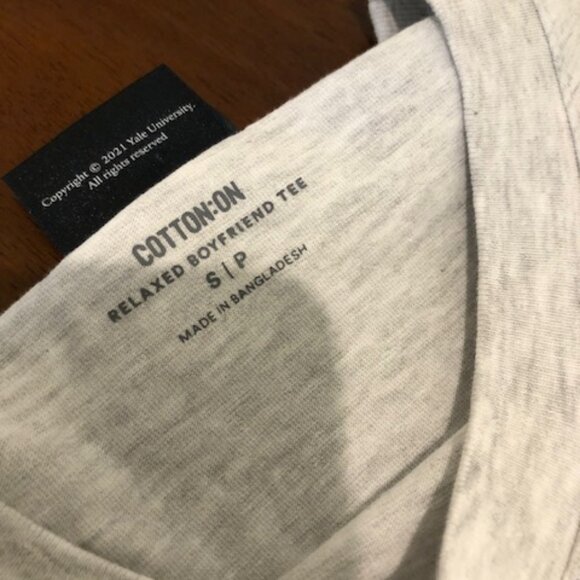 Copyright © 2021 Yale University.
All rights reserved
COTTON:ON
RELAXED BOYFRIEND TEE
S|P
MADE IN BANGLADESH